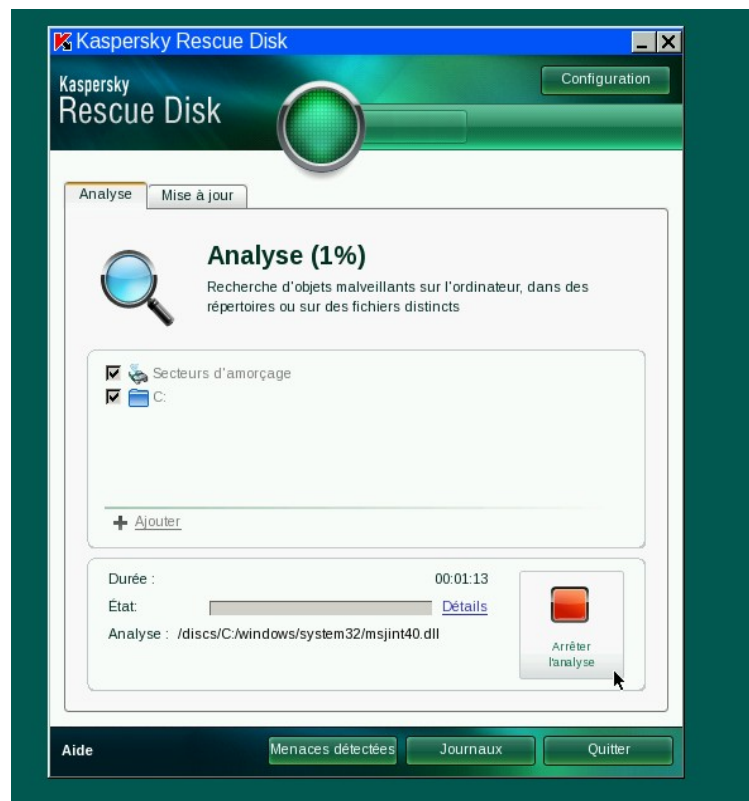 Kaspersky Rescue Disk
Kaspersky
Rescue Disk
Configuration
Analyse
Mise à jour
Analyse (1%)
Recherche d'objets malveillants sur l'ordinateur, dans des
répertoires ou sur des fichiers distincts
Secteurs d'amorçage
C:
Ajouter
Durée : 00:01:13
État: Détails
Analyse : /discs/C:/windows/system32/msjint40.dll
Arrêter
l'analyse
Aide
Menaces détectées
Journaux
Quitter